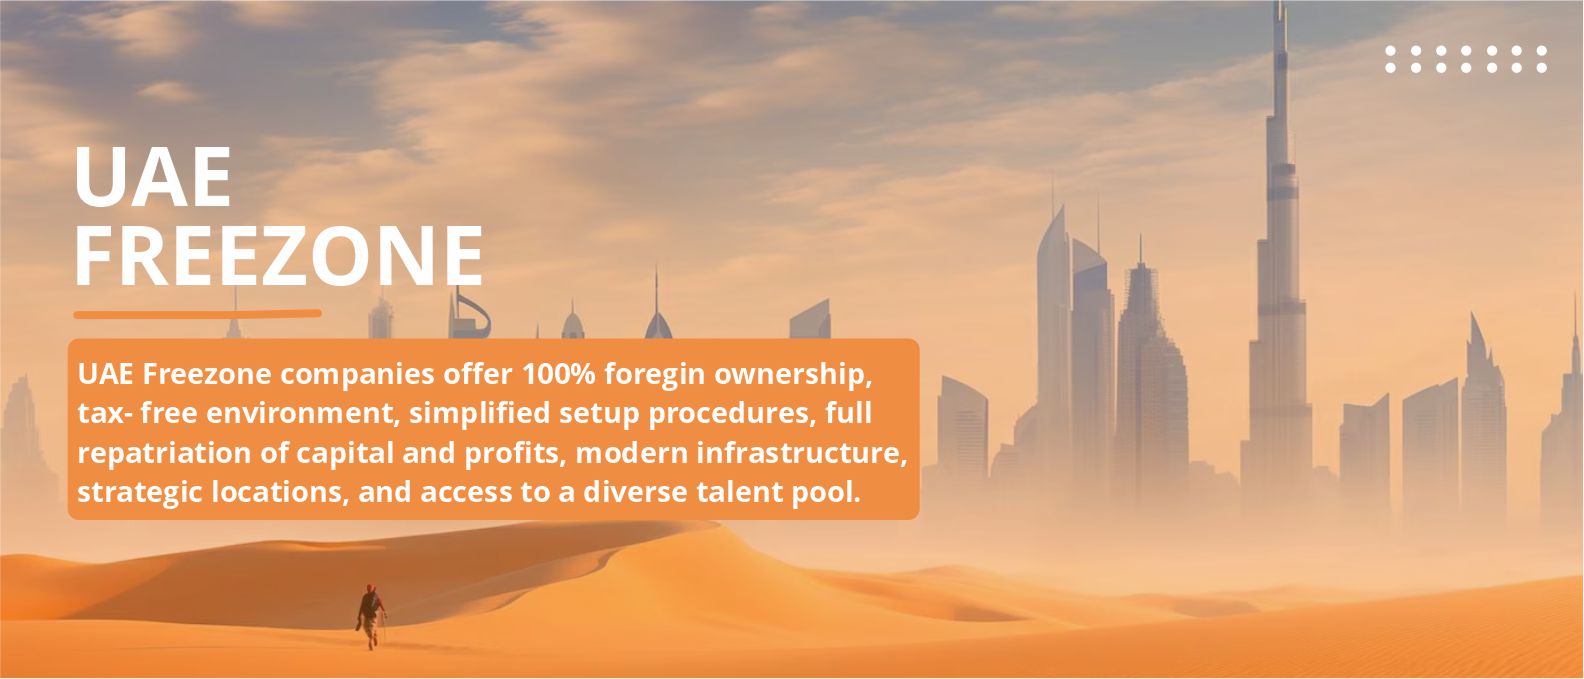 UAE
FREEZONE
UAE Freezone companies offer 100% foregin ownership,
tax- free environment, simplified setup procedures, full
repatriation of capital and profits, modern infrastructure,
strategic locations, and access to a diverse talent pool.